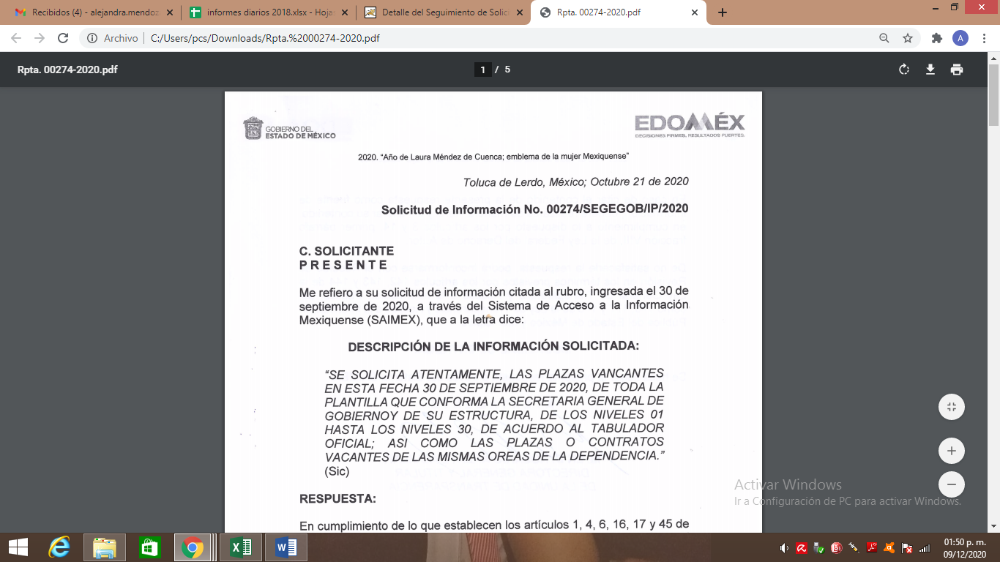 Recibidos (4) - alejandra.mendoz
informes diarios 2018.xlsx - Hoja
Detalle del Seguimiento de Solici
Rpta. 00274-2020.pdf
Archivo
C:/Users/pcs/Downloads/Rpta.%2000274-2020.pdf
A
Rpta. 00274-2020.pdf
1 / 5
GOBIERNO DEL
ESTADO DE MÉXICO
EDOMÉX
DECISIONES FIRMES, RESULTADOS FUERTES.
2020. “Año de Laura Méndez de Cuenca; emblema de la mujer Mexiquense”
Toluca de Lerdo, México; Octubre 21 de 2020
Solicitud de Información No. 00274/SEGEGOB/IP/2020
C. SOLICITANTE
P R E S E N T E
Me refiero a su solicitud de información citada al rubro, ingresada el 30 de
septiembre de 2020, a través del Sistema de Acceso a la Información
Mexiquense (SAIMEX), que a la letra dice:
DESCRIPCIÓN DE LA INFORMACIÓN SOLICITADA:
“SE SOLICITA ATENTAMENTE, LAS PLAZAS VANCANTES
EN ESTA FECHA 30 DE SEPTIEMBRE DE 2020, DE TODA LA
PLANTILLA QUE CONFORMA LA SECRETARIA GENERAL DE
GOBIERNOY DE SU ESTRUCTURA, DE LOS NIVELES 01
HASTA LOS NIVELES 30, DE ACUERDO AL TABULADOR
OFICIAL; ASI COMO LAS PLAZAS O CONTRATOS
VACANTES DE LAS MISMAS OREAS DE LA DEPENDENCIA.”
(Sic)
RESPUESTA:
En cumplimiento de lo que establecen los artículos 1, 4, 6, 16, 17 y 45 de
Activar Windows
Ir a Configuración de PC para activar Windows.
01:50 p. m.
09/12/2020